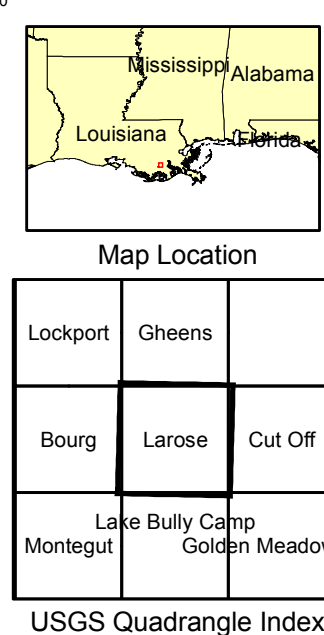 Mississippi
Alabama
Louisiana
Florida
Map Location
Lockport Gheens
Bourg Larose Cut Off
Lake Bully Camp
Montegut Golden Meadow
USGS Quadrangle Index